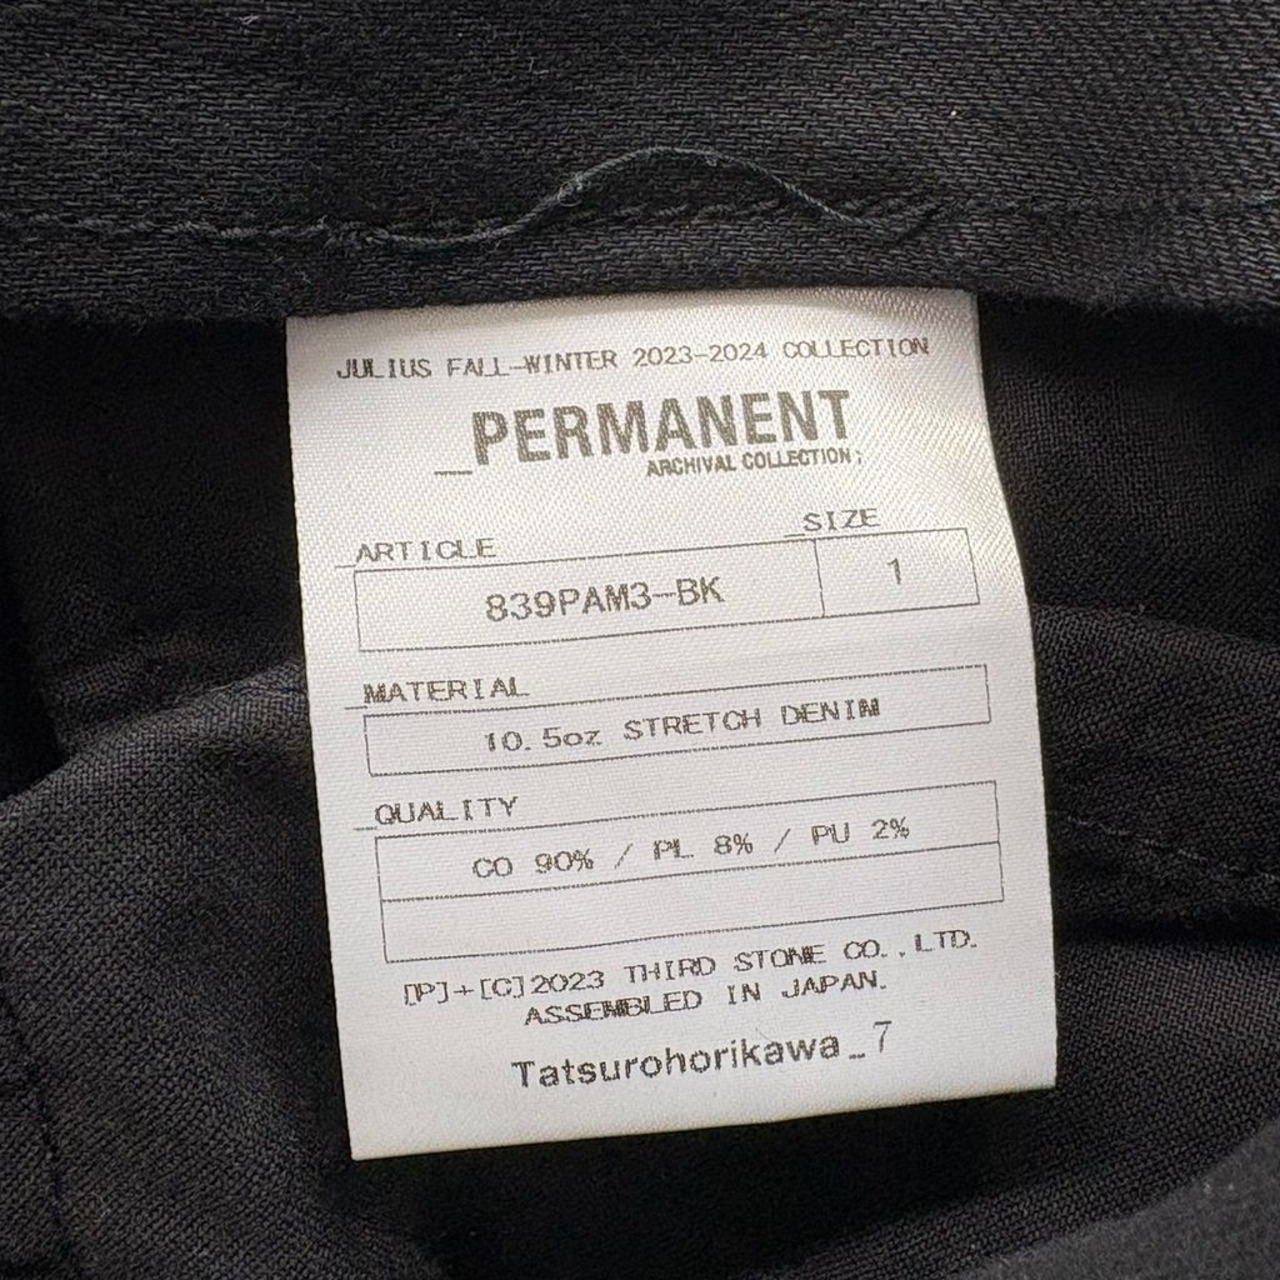 JULIUS FALL-WINTER 2023-2024 COLLECTION
_PERMANENT
ARCHIVAL COLLECTION;
_ARTICLE _SIZE
839PAM3-BK 1
_MATERIAL
10.5oz STRETCH DENIM
_QUALITY
CO 90% / PL 8% / PU 2%
[P]+[C]2023 THIRD STONE CO.,LTD.
ASSEMBLED IN JAPAN.
Tatsurohorikawa_7